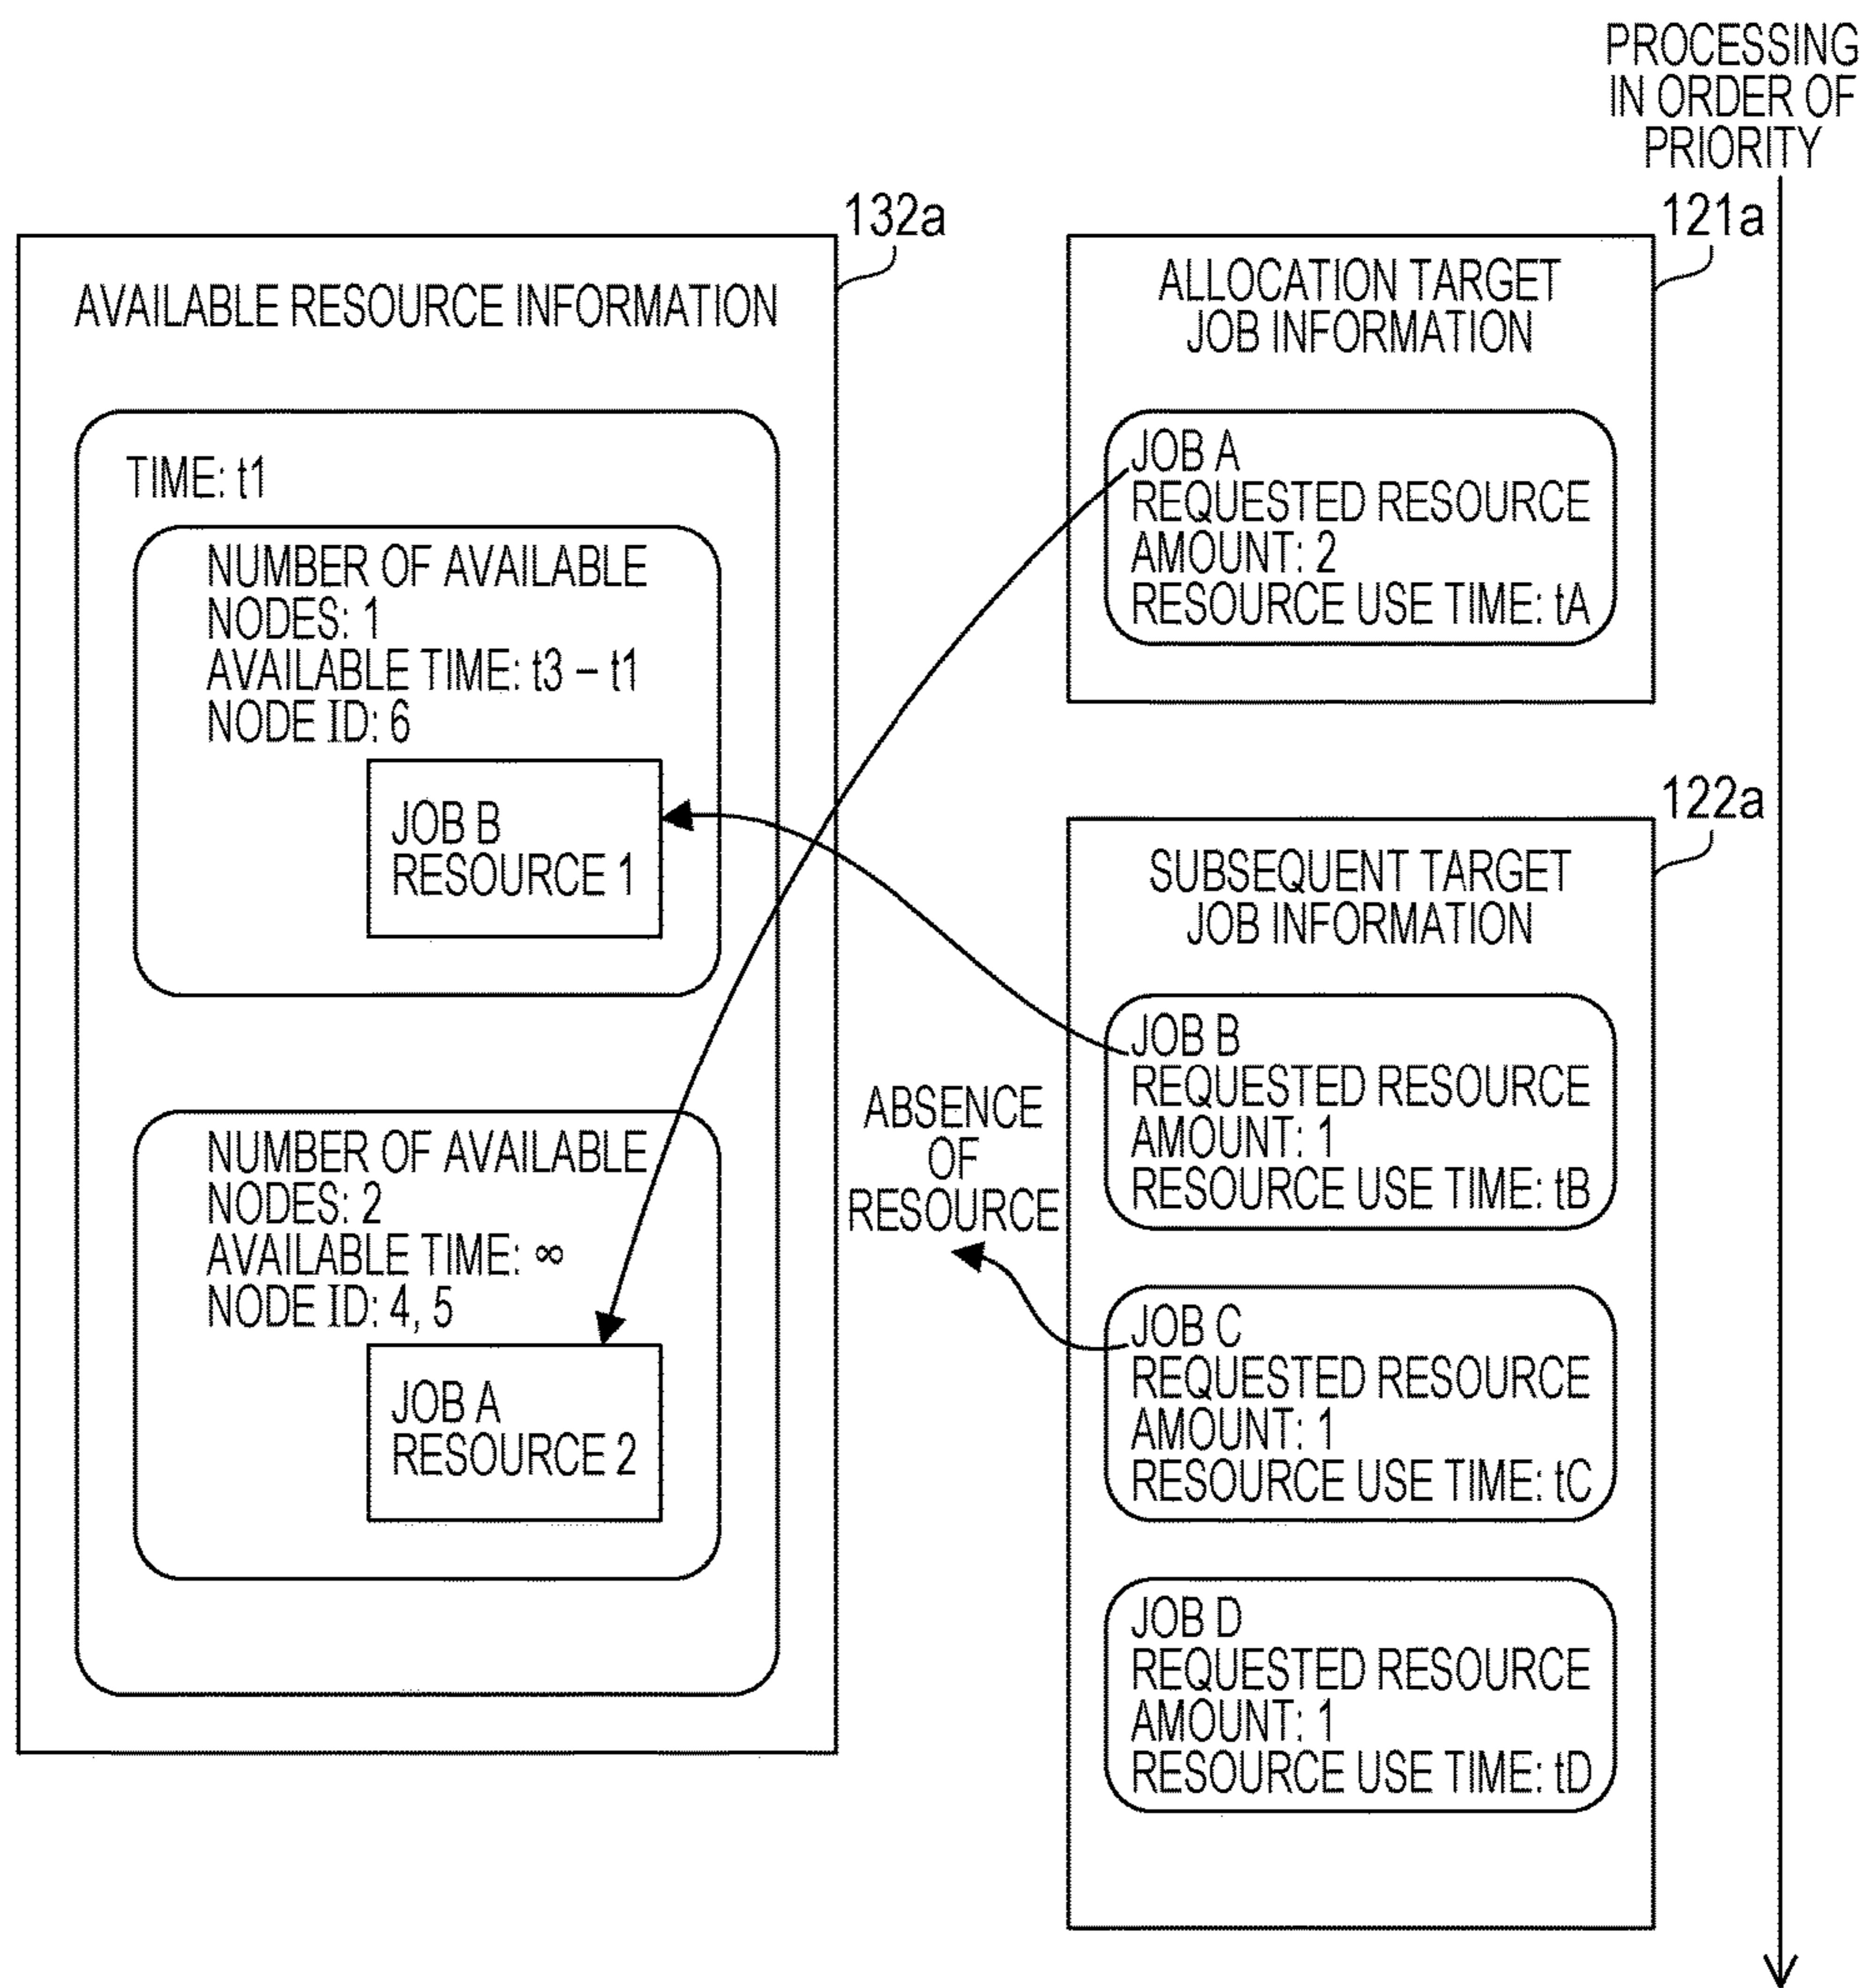 PROCESSING
IN ORDER OF
PRIORITY
132a
AVAILABLE RESOURCE INFORMATION
TIME: t1
NUMBER OF AVAILABLE
NODES: 1
AVAILABLE TIME: t3 – t1
NODE ID: 6
JOB B
RESOURCE 1
NUMBER OF AVAILABLE
NODES: 2
AVAILABLE TIME: ∞
NODE ID: 4, 5
JOB A
RESOURCE 2
121a
ALLOCATION TARGET
JOB INFORMATION
JOB A
REQUESTED RESOURCE
AMOUNT: 2
RESOURCE USE TIME: tA
122a
SUBSEQUENT TARGET
JOB INFORMATION
JOB B
REQUESTED RESOURCE
AMOUNT: 1
RESOURCE USE TIME: tB
ABSENCE
OF
RESOURCE
JOB C
REQUESTED RESOURCE
AMOUNT: 1
RESOURCE USE TIME: tC
JOB D
REQUESTED RESOURCE
AMOUNT: 1
RESOURCE USE TIME: tD